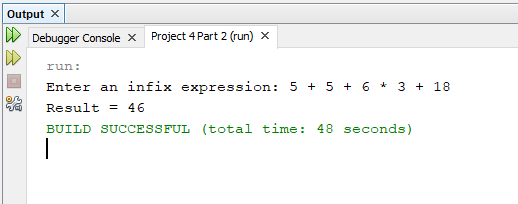 Output
Debugger Console
Project 4 Part 2 (run)
run:
Enter an infix expression: 5 + 5 + 6 * 3 + 18
Result = 46
BUILD SUCCESSFUL (total time: 48 seconds)